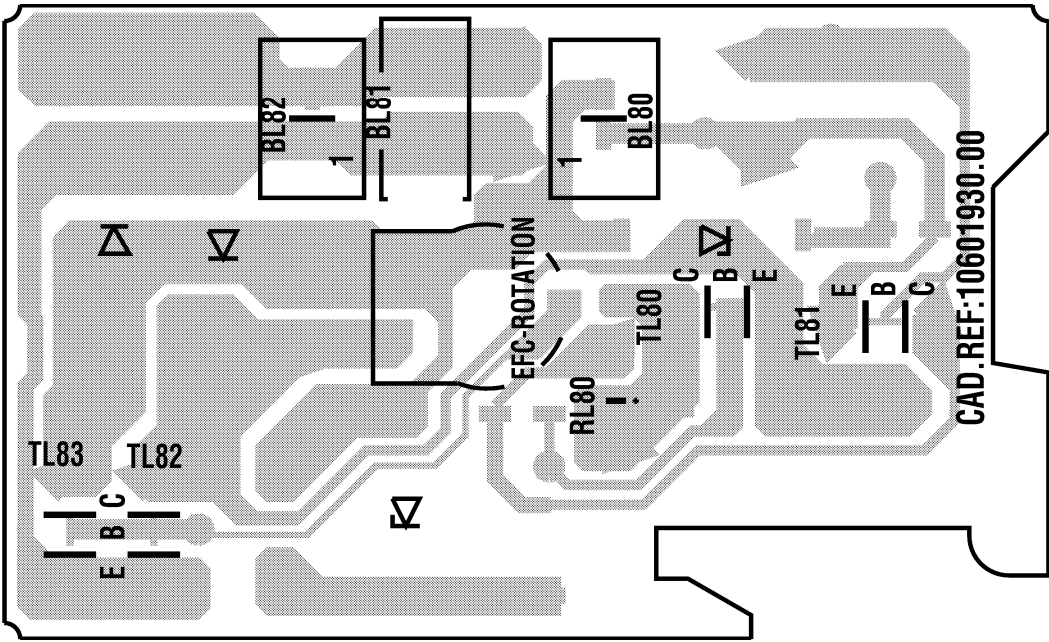 BL82
BL81
BL80
1
1
CAD.REF:10601930.00
EFC-ROTATION
C
B
E
TL80
TL81
E
B
C
RL80
TL83
TL82
C
B
E